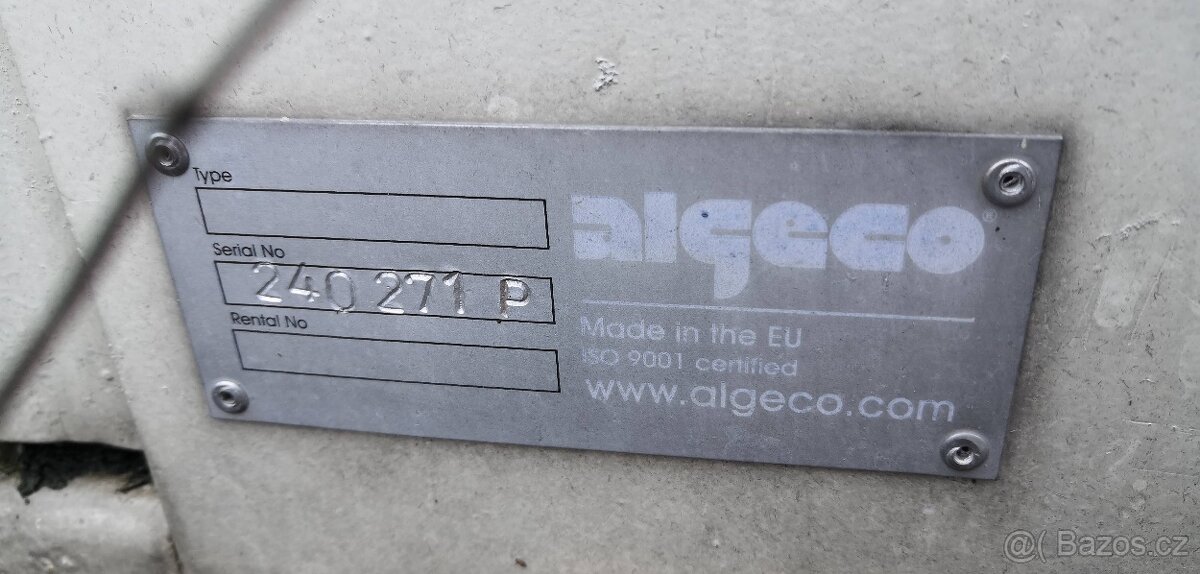 Type
Serial No
240 271 P
Rental No
algeco®
Made in the EU
ISO 9001 certified
www.algeco.com
@( Bazos.cz